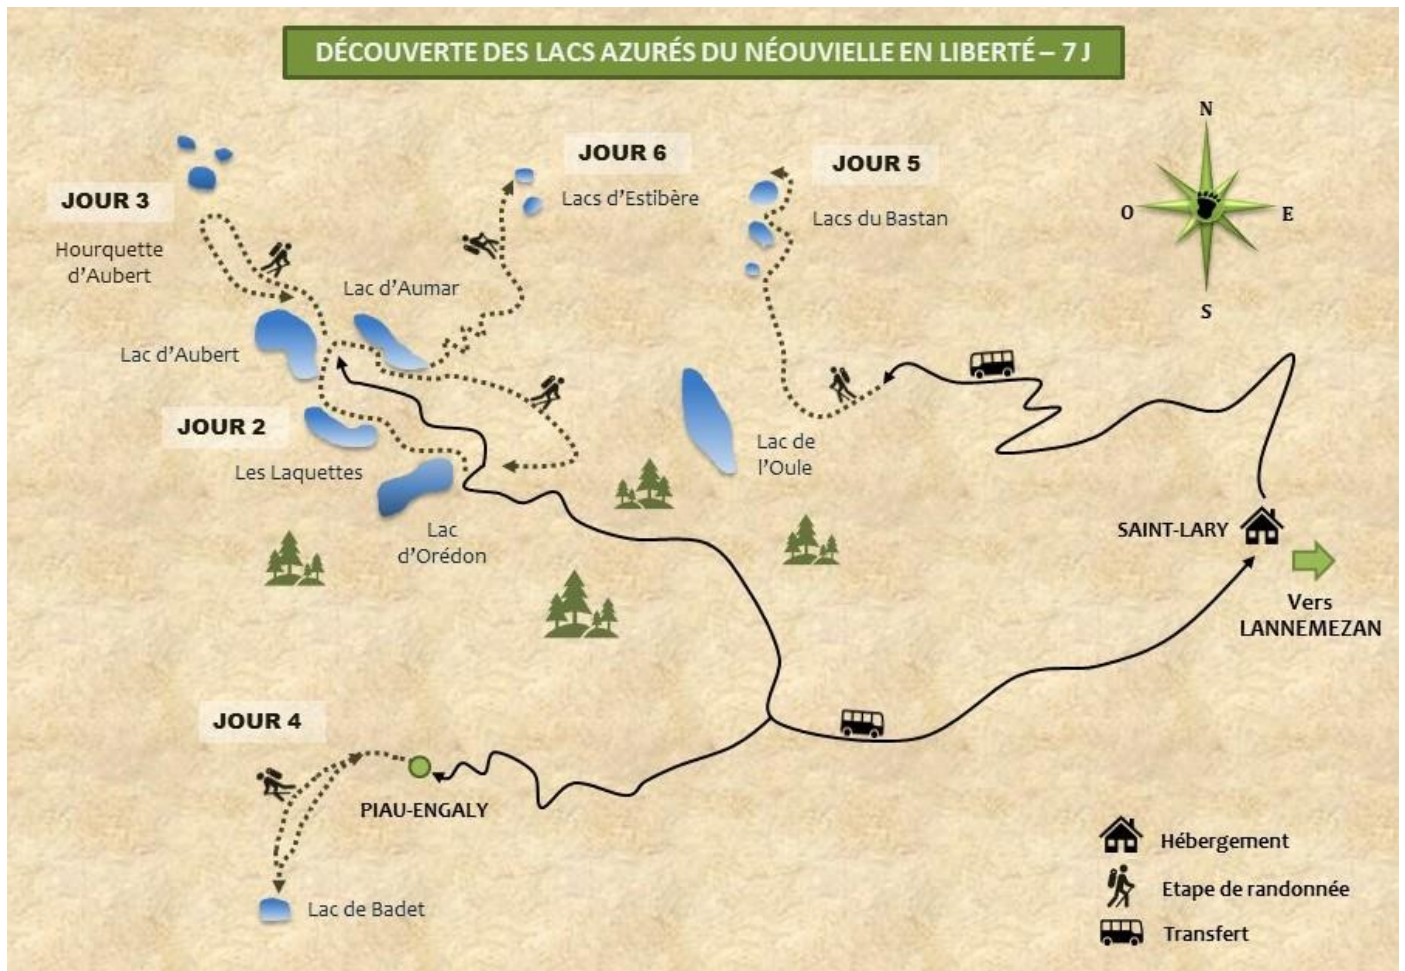 DÉCOUVERTE DES LACS AZURÉS DU NÉOUVIELLE EN LIBERTÉ – 7 J
N
O
E
S
JOUR 6
Lacs d'Estibère
JOUR 5
Lacs du Bastan
JOUR 3
Hourquette
d'Aubert
Lac d'Aumar
Lac d'Aubert
JOUR 2
Les Laquettes
Lac
d'Orédon
Lac de
l'Oule
SAINT-LARY
Vers
LANNEMEZAN
JOUR 4
PIAU-ENGALY
Lac de Badet
Hébergement
Etape de randonnée
Transfert